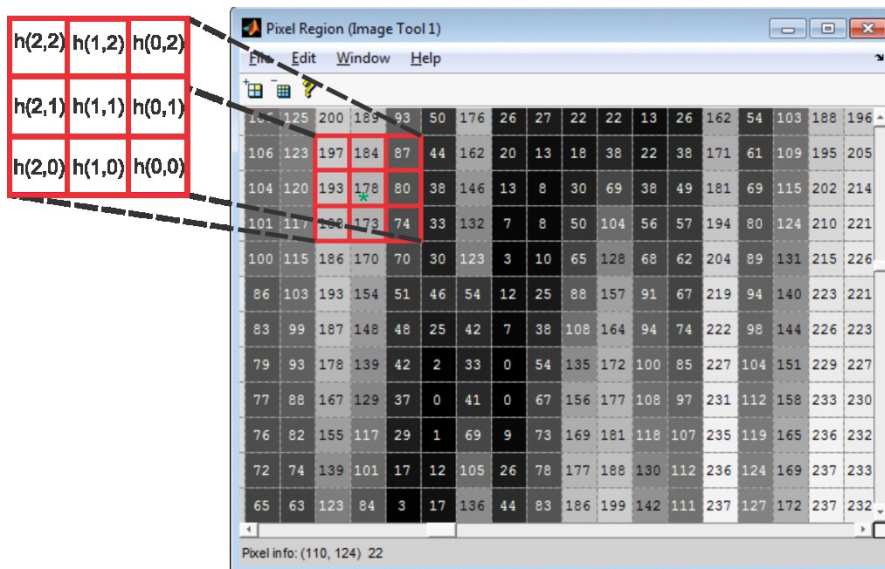 Pixel Region (Image Tool 1)
File Edit Window Help
h(2,2) h(1,2) h(0,2)
h(2,1) h(1,1) h(0,1)
h(2,0) h(1,0) h(0,0)
125 200 189 93 50 176 26 27 22 22 13 26 162 54 103 188 196
106 123 197 184 87 44 162 20 13 18 38 22 38 171 61 109 195 205
104 120 193 178 80 38 146 13 8 30 69 38 49 181 69 115 202 214
*
101 117 173 74 33 132 7 8 50 104 56 57 194 80 124 210 221
100 115 186 170 70 30 123 3 10 65 128 68 62 204 89 131 215 226
86 103 193 154 51 46 54 12 25 88 157 91 67 219 94 140 223 221
83 99 187 148 48 25 42 7 38 108 164 94 74 222 98 144 226 223
79 93 178 139 42 2 33 0 54 135 172 100 85 227 104 151 229 227
77 88 167 129 37 0 41 0 67 156 177 108 97 231 112 158 233 230
76 82 155 117 29 1 69 9 73 169 181 118 107 235 119 165 236 232
72 74 139 101 17 12 105 26 78 177 188 130 112 236 124 169 237 233
65 63 123 84 3 17 136 44 83 186 199 142 111 237 127 172 237 232
Pixel info: (110, 124) 22